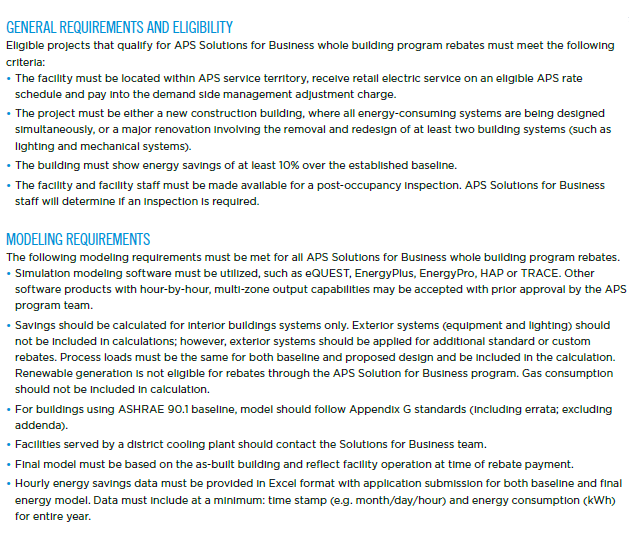 GENERAL REQUIREMENTS AND ELIGIBILITY
Eligible projects that qualify for APS Solutions for Business whole building program rebates must meet the following
criteria:
• The facility must be located within APS service territory, receive retail electric service on an eligible APS rate
schedule and pay into the demand side management adjustment charge.
• The project must be either a new construction building, where all energy-consuming systems are being designed
simultaneously, or a major renovation involving the removal and redesign of at least two building systems (such as
lighting and mechanical systems).
• The building must show energy savings of at least 10% over the established baseline.
• The facility and facility staff must be made available for a post-occupancy inspection. APS Solutions for Business
staff will determine if an inspection is required.
MODELING REQUIREMENTS
The following modeling requirements must be met for all APS Solutions for Business whole building program rebates.
• Simulation modeling software must be utilized, such as eQUEST, EnergyPlus, EnergyPro, HAP or TRACE. Other
software products with hour-by-hour, multi-zone output capabilities may be accepted with prior approval by the APS
program team.
• Savings should be calculated for interior buildings systems only. Exterior systems (equipment and lighting) should
not be included in calculations; however, exterior systems should be applied for additional standard or custom
rebates. Process loads must be the same for both baseline and proposed design and be included in the calculation.
Renewable generation is not eligible for rebates through the APS Solution for Business program. Gas consumption
should not be included in calculation.
• For buildings using ASHRAE 90.1 baseline, model should follow Appendix G standards (including errata; excluding
addenda).
• Facilities served by a district cooling plant should contact the Solutions for Business team.
• Final model must be based on the as-built building and reflect facility operation at time of rebate payment.
• Hourly energy savings data must be provided in Excel format with application submission for both baseline and final
energy model. Data must include at a minimum: time stamp (e.g. month/day/hour) and energy consumption (kWh)
for entire year.